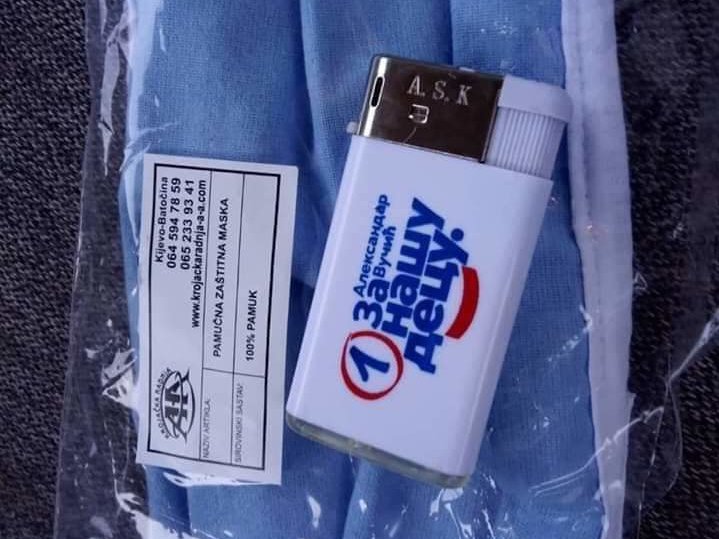 Kijevo-Batočina
064 594 78 59
065 233 93 41
www.krojackaradnja-a-a.com
NAZIV ARTIKLA:
PAMUČNA ZAŠTITNA MASKA
SIROVINSKI SASTAV:
100% PAMUK
A. S. K
Александар
Вучић
1 За
нашу
децу.